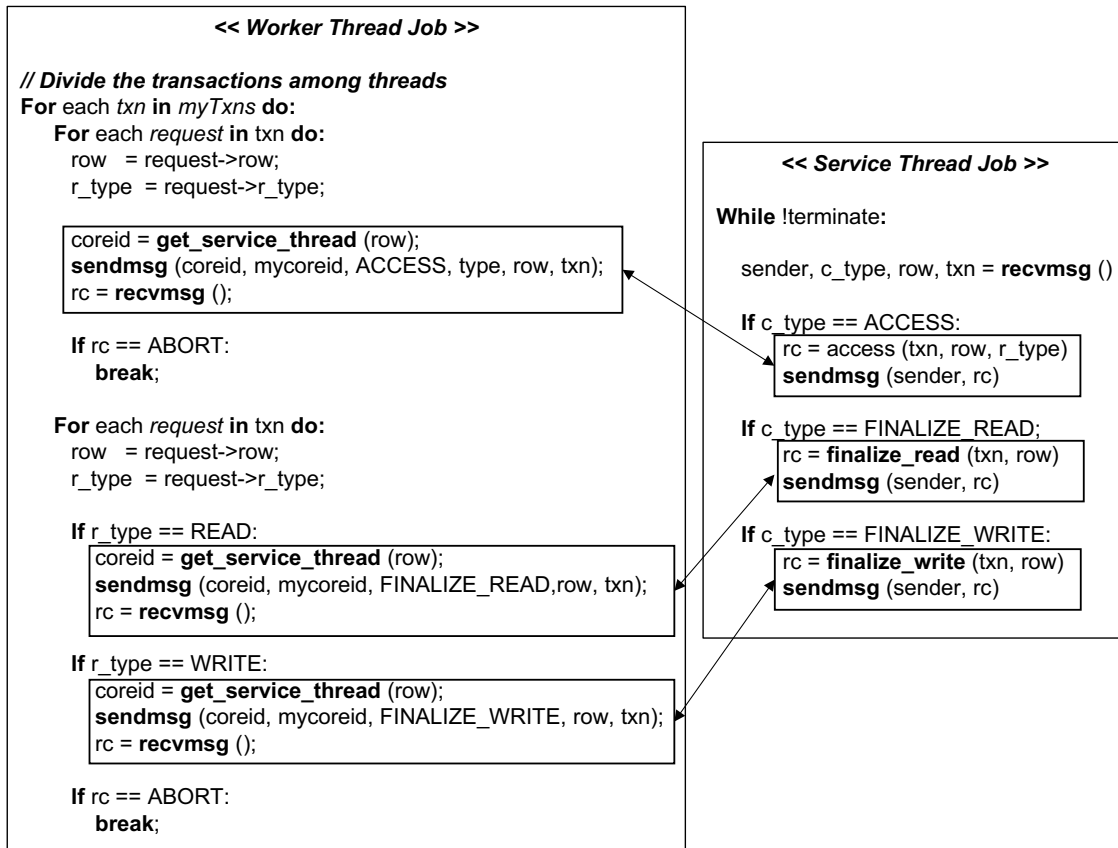 << Worker Thread Job >>
// Divide the transactions among threads
For each txn in myTxns do:
For each request in txn do:
row = request->row;
r_type = request->r_type;
coreid = get_service_thread (row);
sendmsg (coreid, mycoreid, ACCESS, type, row, txn);
rc = recvmsg ();
If rc == ABORT:
break;
For each request in txn do:
row = request->row;
r_type = request->r_type;
If r_type == READ:
coreid = get_service_thread (row);
sendmsg (coreid, mycoreid, FINALIZE_READ,row, txn);
rc = recvmsg ();
If r_type == WRITE:
coreid = get_service_thread (row);
sendmsg (coreid, mycoreid, FINALIZE_WRITE, row, txn);
rc = recvmsg ();
If rc == ABORT:
break;
<< Service Thread Job >>
While !terminate:
sender, c_type, row, txn = recvmsg ()
If c_type == ACCESS:
rc = access (txn, row, r_type)
sendmsg (sender, rc)
If c_type == FINALIZE_READ;
rc = finalize_read (txn, row)
sendmsg (sender, rc)
If c_type == FINALIZE_WRITE:
rc = finalize_write (txn, row)
sendmsg (sender, rc)